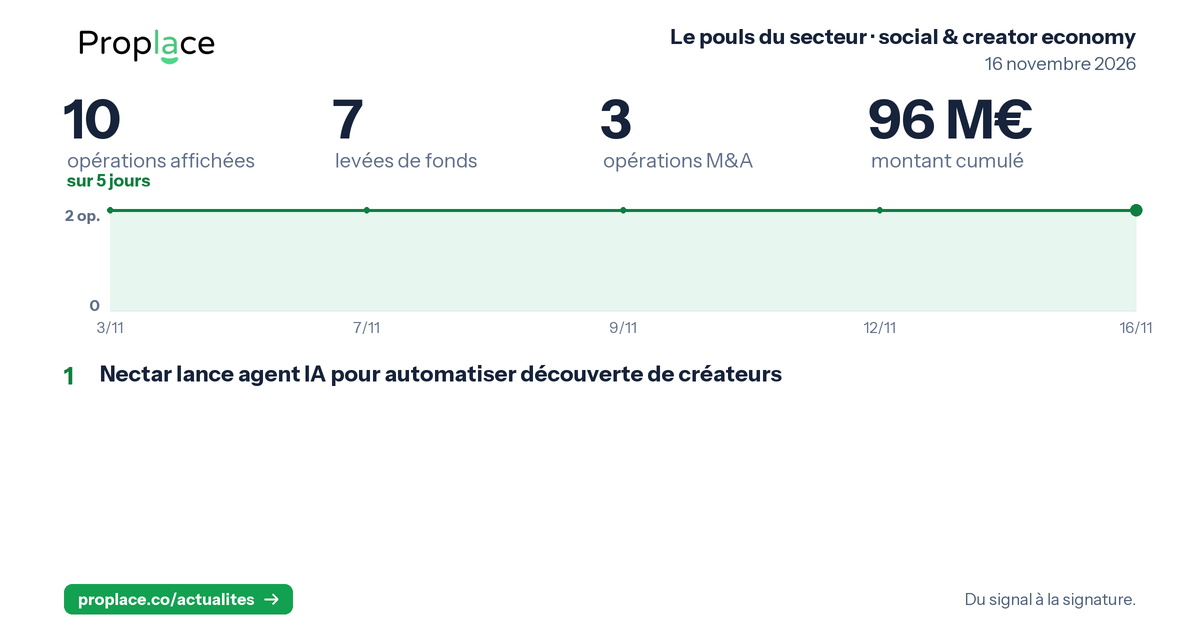 Proplace
Le pouls du secteur · social & creator economy
16 novembre 2026
10
opérations affichées
sur 5 jours
7
levées de fonds
3
opérations M&A
96 M€
montant cumulé
2 op.
0
3/11
7/11
9/11
12/11
16/11
1 Nectar lance agent IA pour automatiser découverte de créateurs
proplace.co/actualites →
Du signal à la signature.